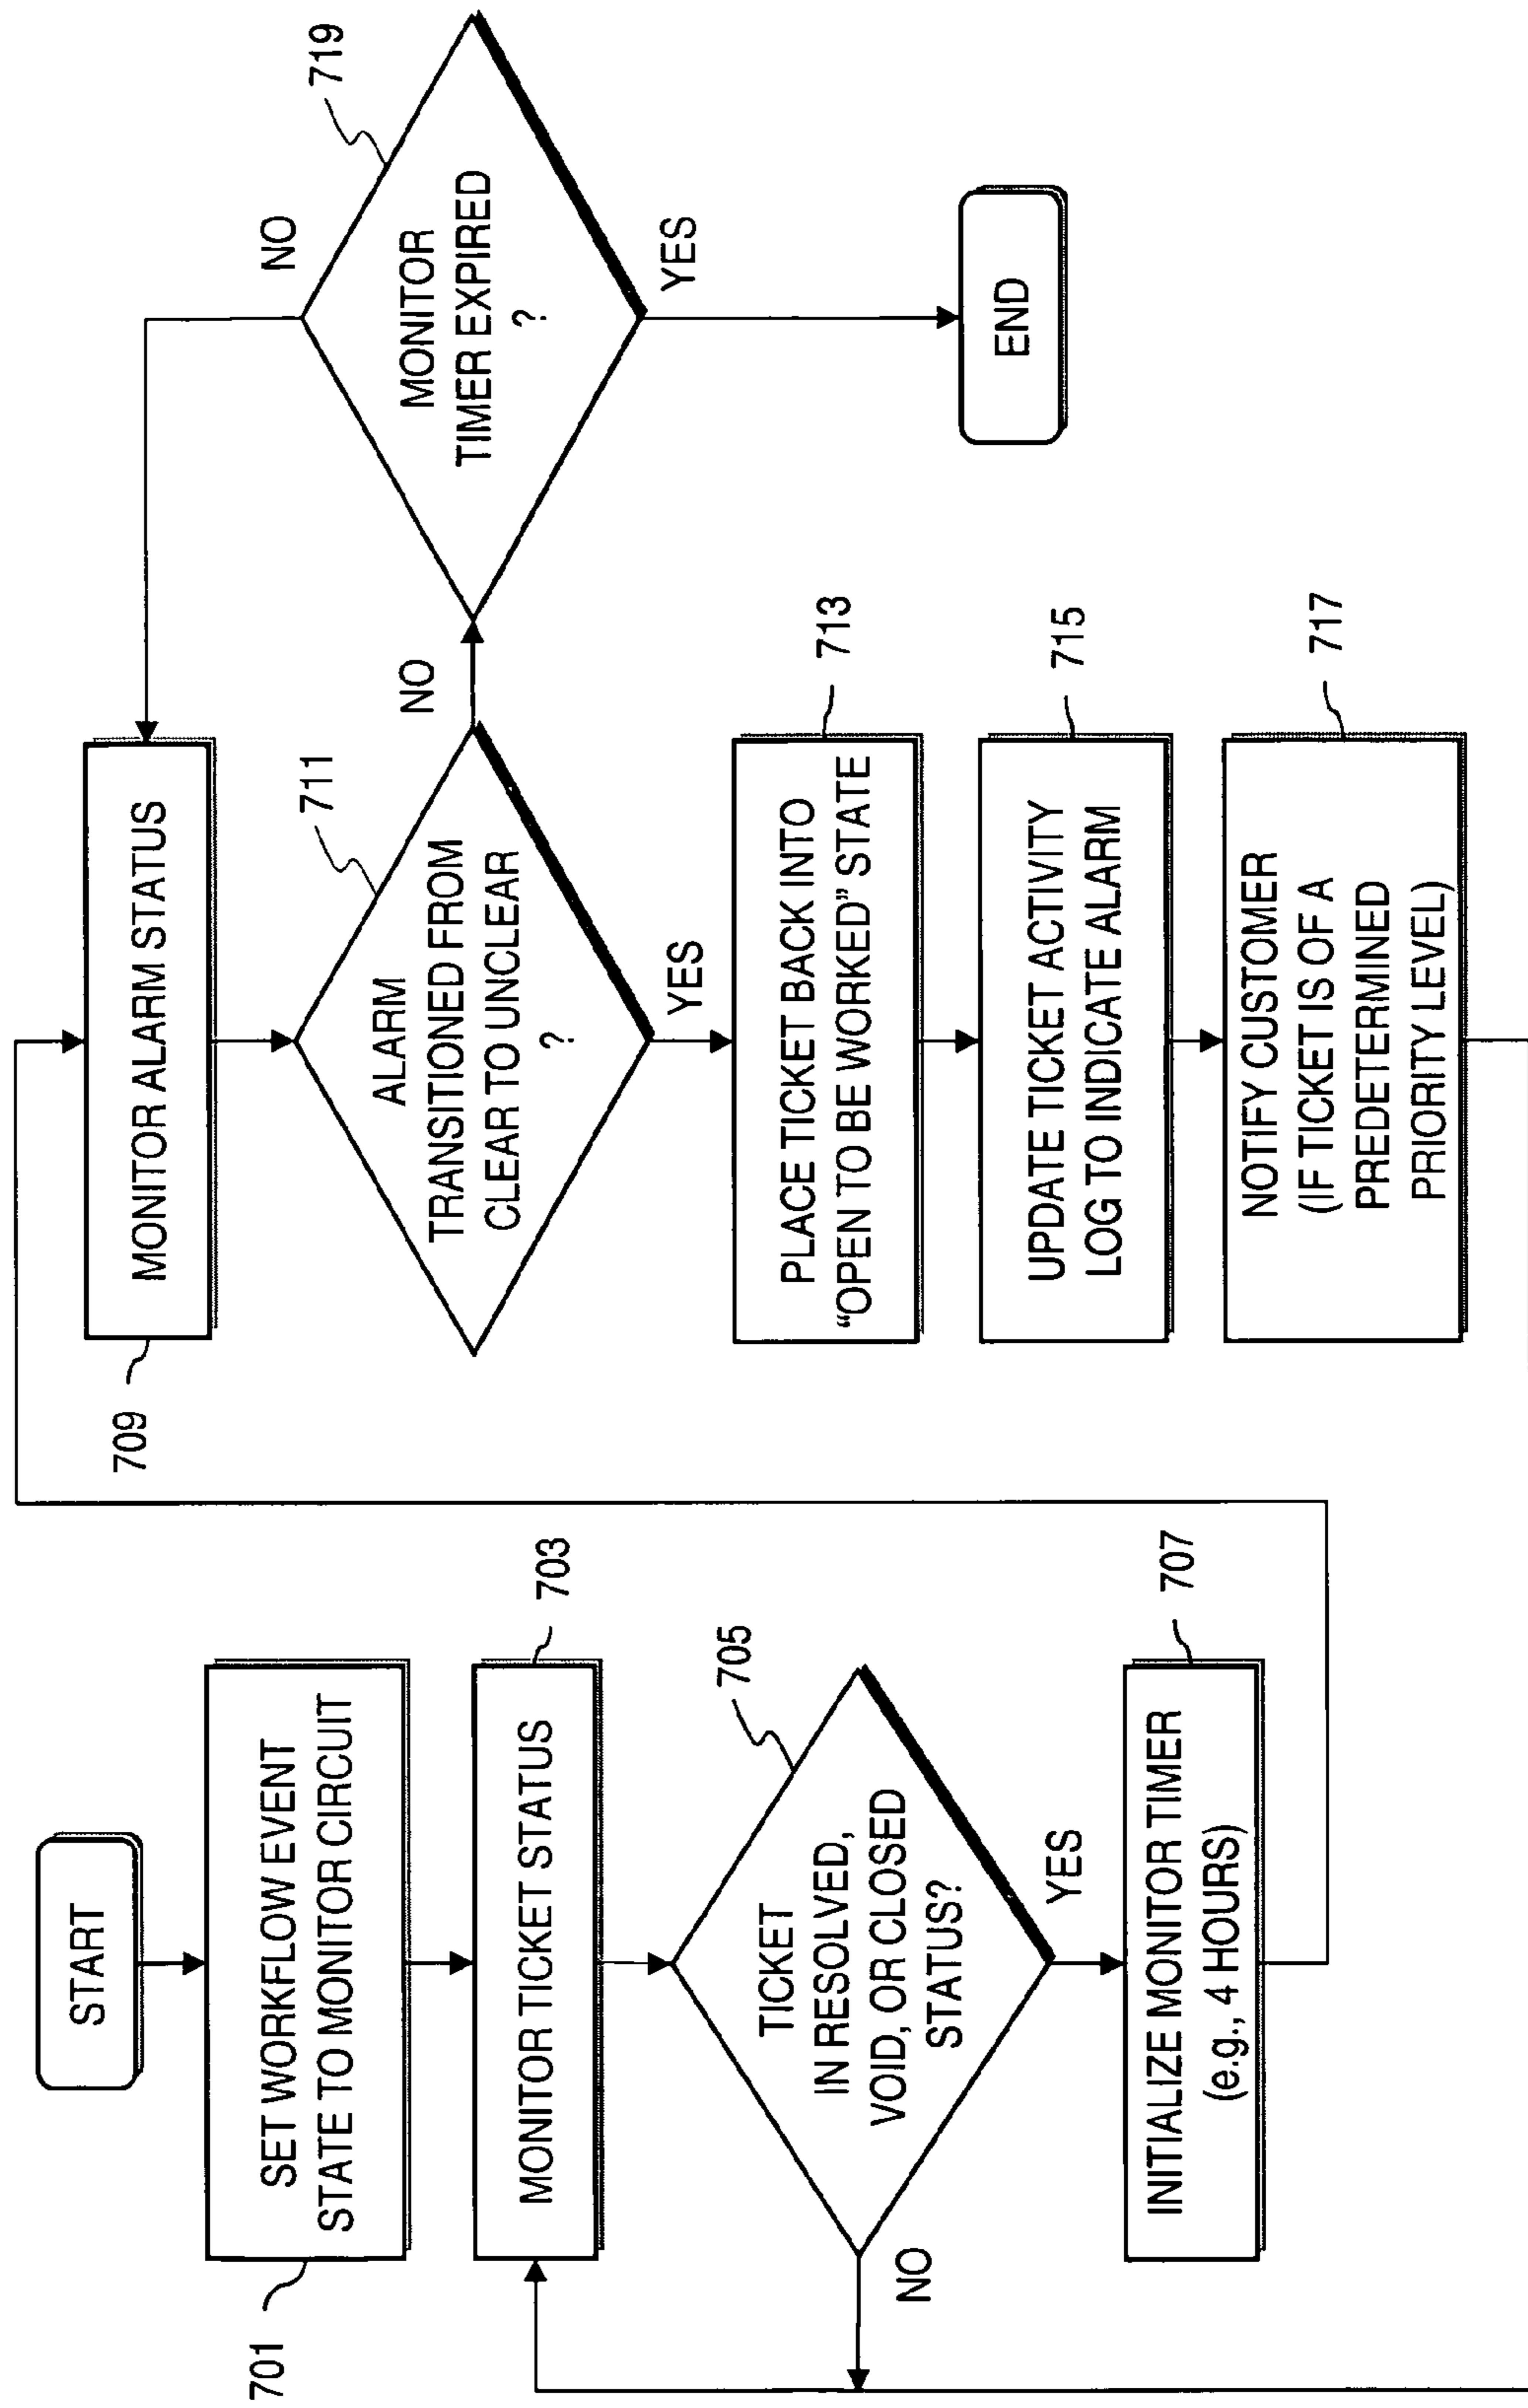 START
701
SET WORKFLOW EVENT
STATE TO MONITOR CIRCUIT
703
MONITOR TICKET STATUS
705
TICKET
IN RESOLVED,
VOID, OR CLOSED
STATUS?
NO
YES
707
INITIALIZE MONITOR TIMER
(e.g., 4 HOURS)
709
MONITOR ALARM STATUS
711
ALARM
TRANSITIONED FROM
CLEAR TO UNCLEAR
?
NO
YES
713
PLACE TICKET BACK INTO
“OPEN TO BE WORKED” STATE
715
UPDATE TICKET ACTIVITY
LOG TO INDICATE ALARM
717
NOTIFY CUSTOMER
(IF TICKET IS OF A
PREDETERMINED
PRIORITY LEVEL)
719
MONITOR
TIMER EXPIRED
?
NO
YES
END